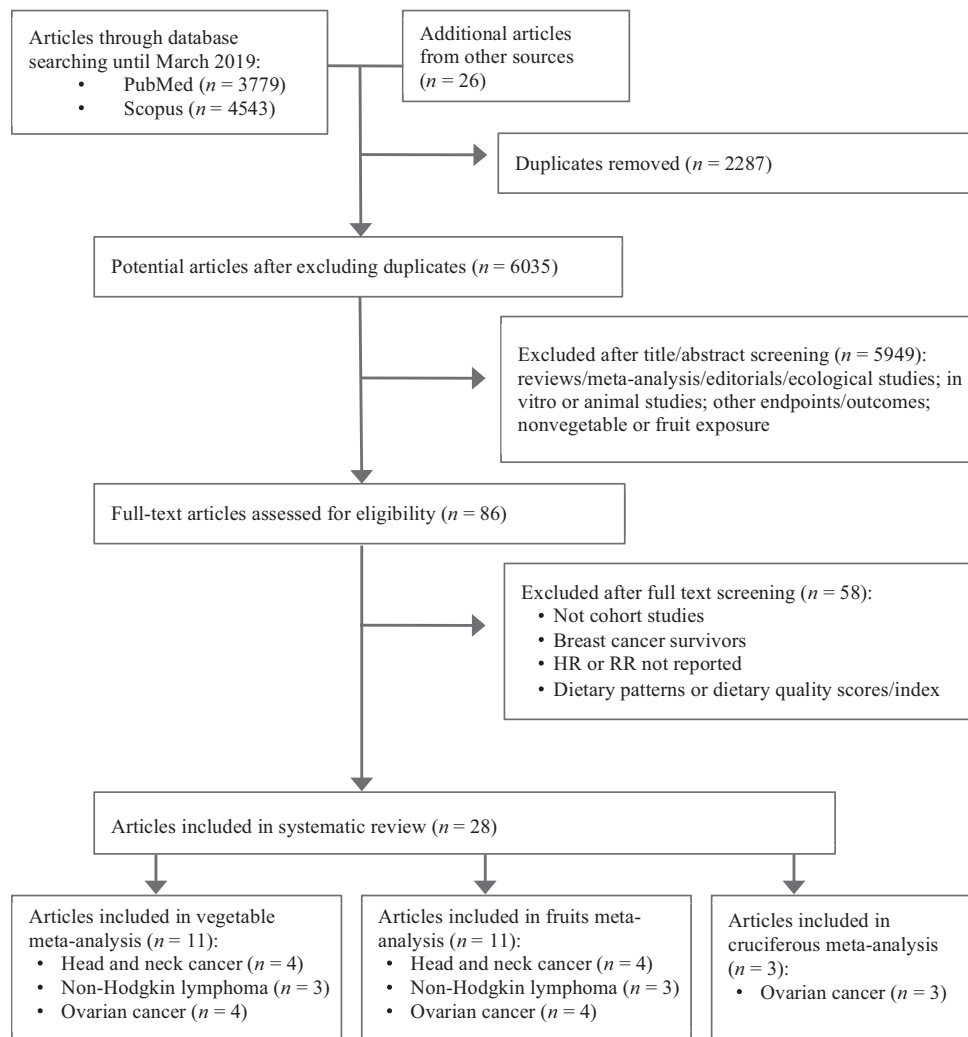 Articles through database
searching until March 2019:
• PubMed (n = 3779)
• Scopus (n = 4543)
Additional articles
from other sources
(n = 26)
Duplicates removed (n = 2287)
Potential articles after excluding duplicates (n = 6035)
Excluded after title/abstract screening (n = 5949):
reviews/meta-analysis/editorials/ecological studies; in
vitro or animal studies; other endpoints/outcomes;
nonvegetable or fruit exposure
Full-text articles assessed for eligibility (n = 86)
Excluded after full text screening (n = 58):
• Not cohort studies
• Breast cancer survivors
• HR or RR not reported
• Dietary patterns or dietary quality scores/index
Articles included in systematic review (n = 28)
Articles included in vegetable
meta-analysis (n = 11):
• Head and neck cancer (n = 4)
• Non-Hodgkin lymphoma (n = 3)
• Ovarian cancer (n = 4)
Articles included in fruits meta-
analysis (n = 11):
• Head and neck cancer (n = 4)
• Non-Hodgkin lymphoma (n = 3)
• Ovarian cancer (n = 4)
Articles included in
cruciferous meta-analysis
(n = 3):
• Ovarian cancer (n = 3)